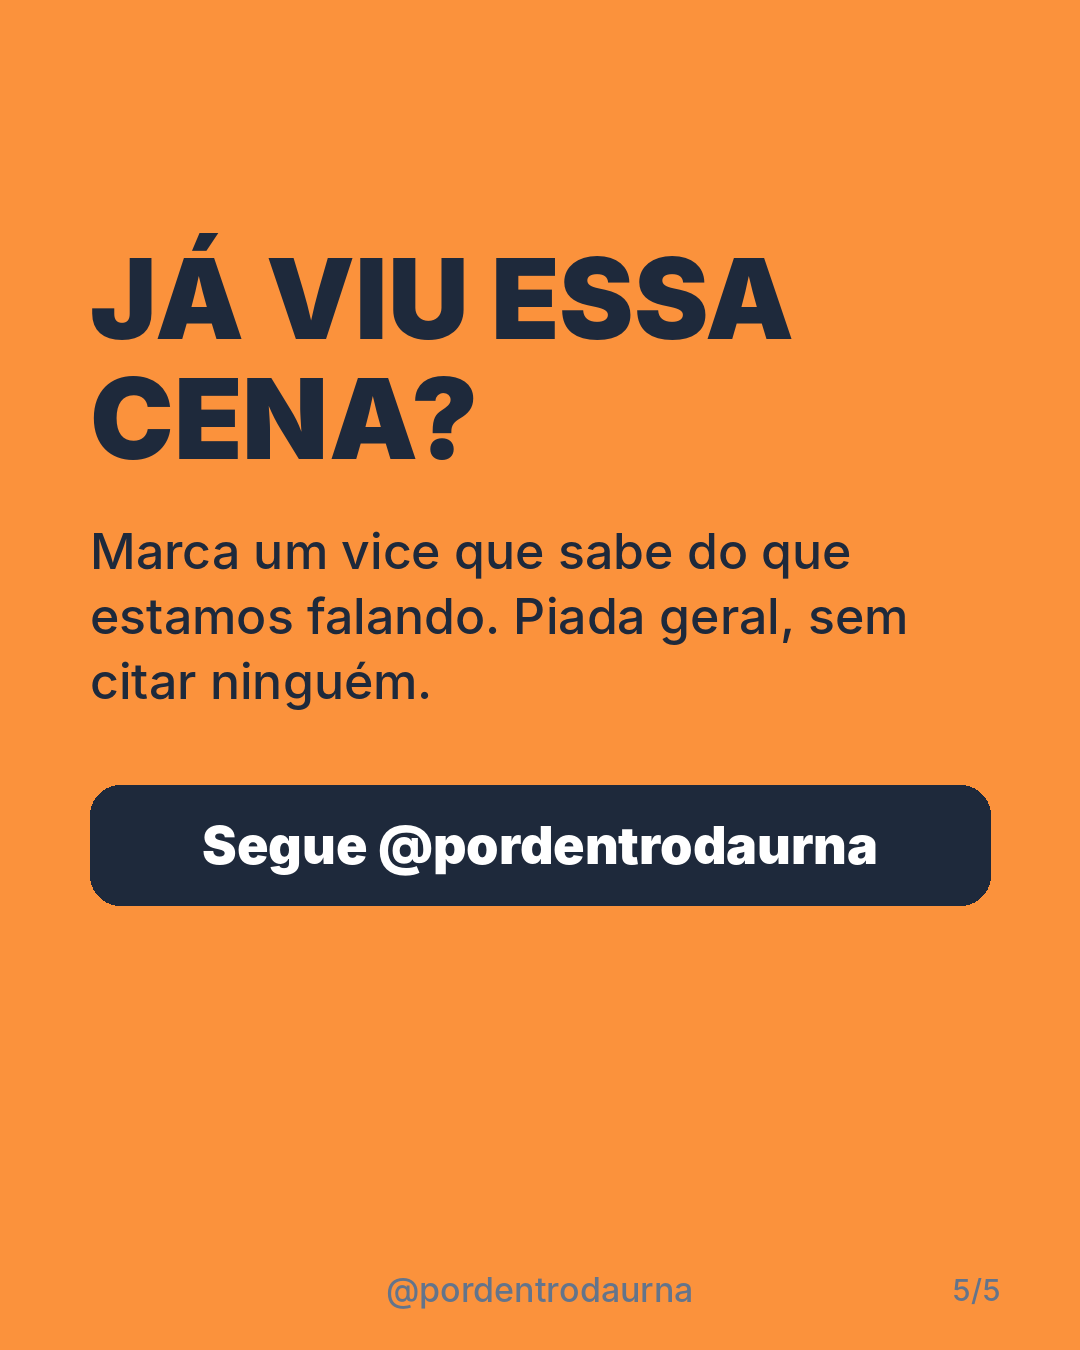 JÁ VIU ESSA
CENA?
Marca um vice que sabe do que
estamos falando. Piada geral, sem
citar ninguém.
Segue @pordentrodaurna
@pordentrodaurna
5/5